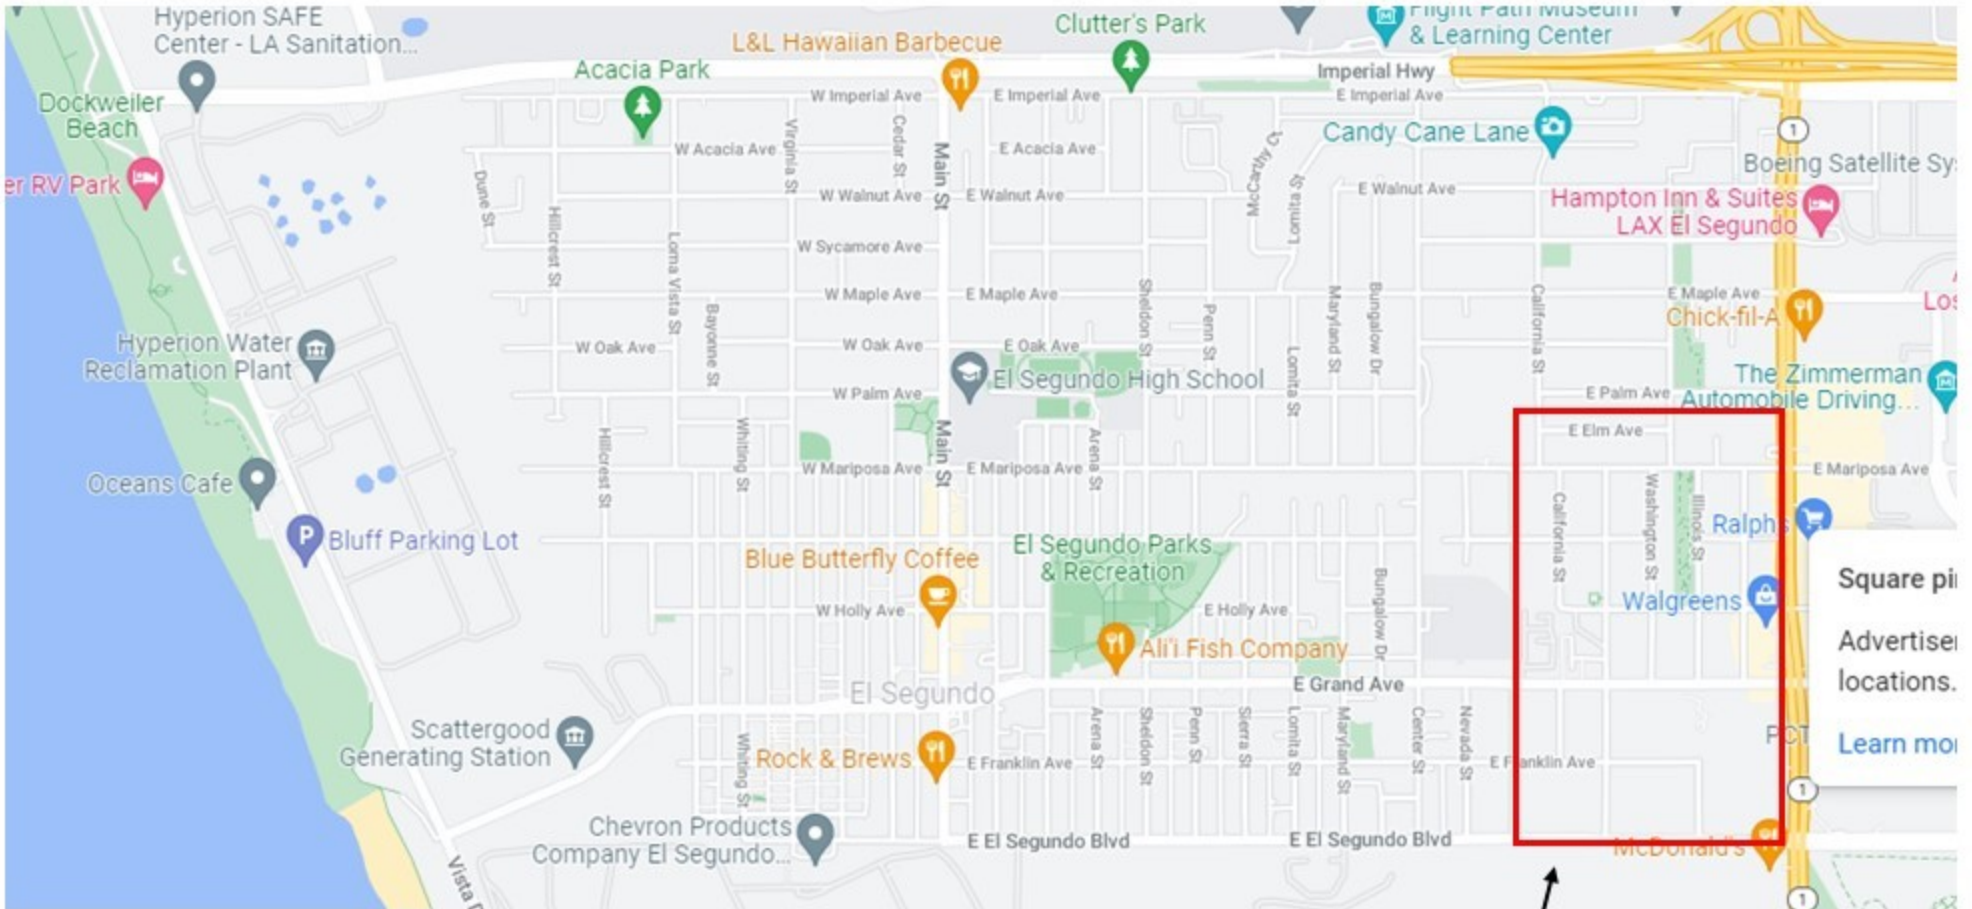 Hyperion SAFE
Center - LA Sanitation...
L&L Hawaiian Barbecue
Clutter's Park
Flight Path Museum
& Learning Center
Acacia Park
Imperial Hwy
Dockweiler
Beach
W Imperial Ave
E Imperial Ave
E Imperial Ave
Candy Cane Lane
1
Virginia St
Cedar St
Main St
McCarthy Ct
W Acacia Ave
E Acacia Ave
Boeing Satellite Sy
er RV Park
Dune St
W Walnut Ave
E Walnut Ave
Lomita St
E Walnut Ave
Hampton Inn & Suites
LAX El Segundo
Hillcrest St
Loma Vista St
W Sycamore Ave
W Maple Ave
E Maple Ave
Sheldon St
Penn St
Maryland St
Bungalow Dr
California St
E Maple Ave
Los
Chick-fil-A
Bayonne St
Hyperion Water
Reclamation Plant
W Oak Ave
W Oak Ave
E Oak Ave
Lomita St
El Segundo High School
The Zimmerman
Automobile Driving...
W Palm Ave
E Palm Ave
Main St
E Elm Ave
Hillcrest St
Whiting St
Arena St
W Mariposa Ave
E Mariposa Ave
E Mariposa Ave
Oceans Cafe
California St
Washington St
Illinois St
Ralphs
P
Bluff Parking Lot
Blue Butterfly Coffee
El Segundo Parks
& Recreation
Bungalow Dr
Square pi
W Holly Ave
E Holly Ave
Walgreens
Ali'i Fish Company
Advertise
locations.
El Segundo
E Grand Ave
Scattergood
Generating Station
Whiting St
Rock & Brews
E Franklin Ave
Arena St
Sheldon St
Penn St
Sierra St
Lomita St
Maryland St
Center St
Nevada St
E Franklin Ave
PCT
Learn mo
1
Chevron Products
Company El Segundo...
E El Segundo Blvd
E El Segundo Blvd
McDonald's
Vista
1